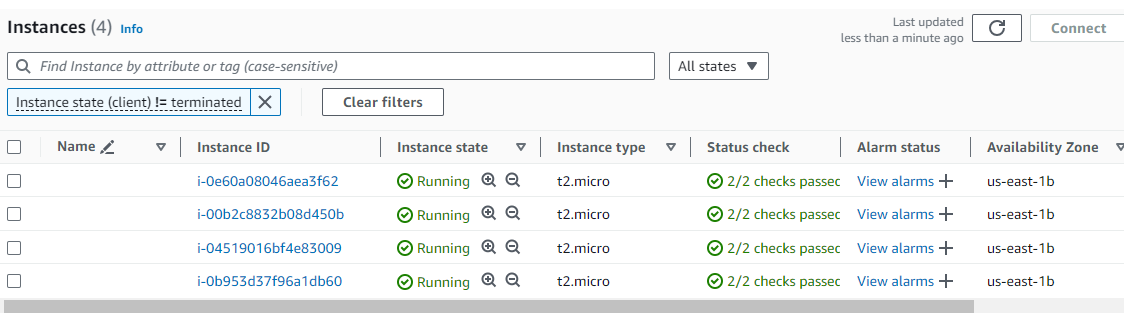 Instances (4) Info
Last updated
less than a minute ago
Connect
Find Instance by attribute or tag (case-sensitive)
All states
Instance state (client) != terminated
Clear filters
Name Instance ID Instance state Instance type Status check Alarm status Availability Zone
i-0e60a08046aea3f62 Running t2.micro 2/2 checks passec View alarms us-east-1b
i-00b2c8832b08d450b Running t2.micro 2/2 checks passec View alarms us-east-1b
i-04519016bf4e83009 Running t2.micro 2/2 checks passec View alarms us-east-1b
i-0b953d37f96a1db60 Running t2.micro 2/2 checks passec View alarms us-east-1b